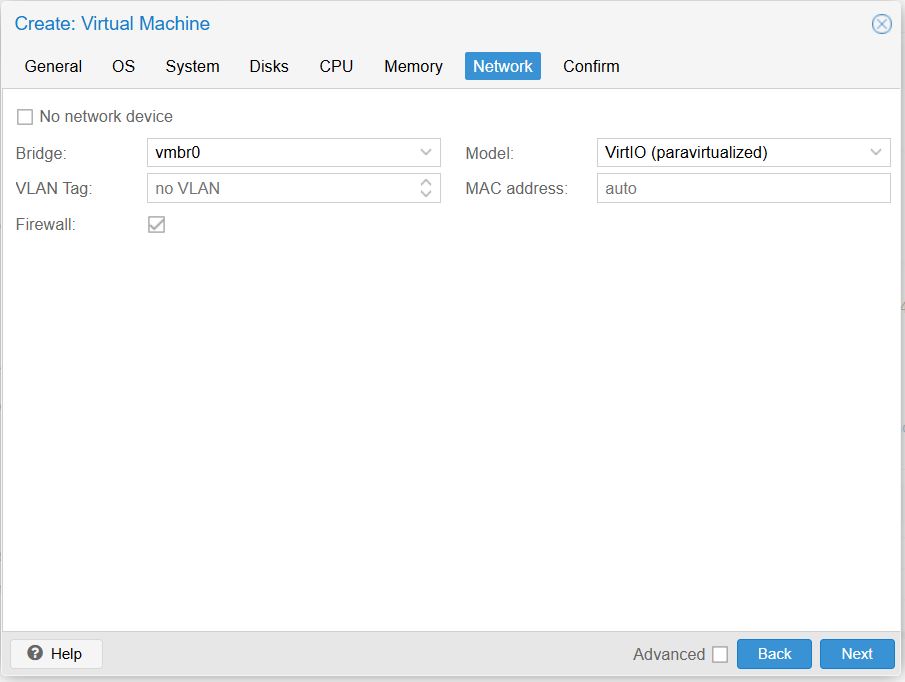 Create: Virtual Machine
General OS System Disks CPU Memory Network Confirm
No network device
Bridge: vmbr0 Model: VirtIO (paravirtualized)
VLAN Tag: no VLAN MAC address: auto
Firewall:
Help Advanced Back Next